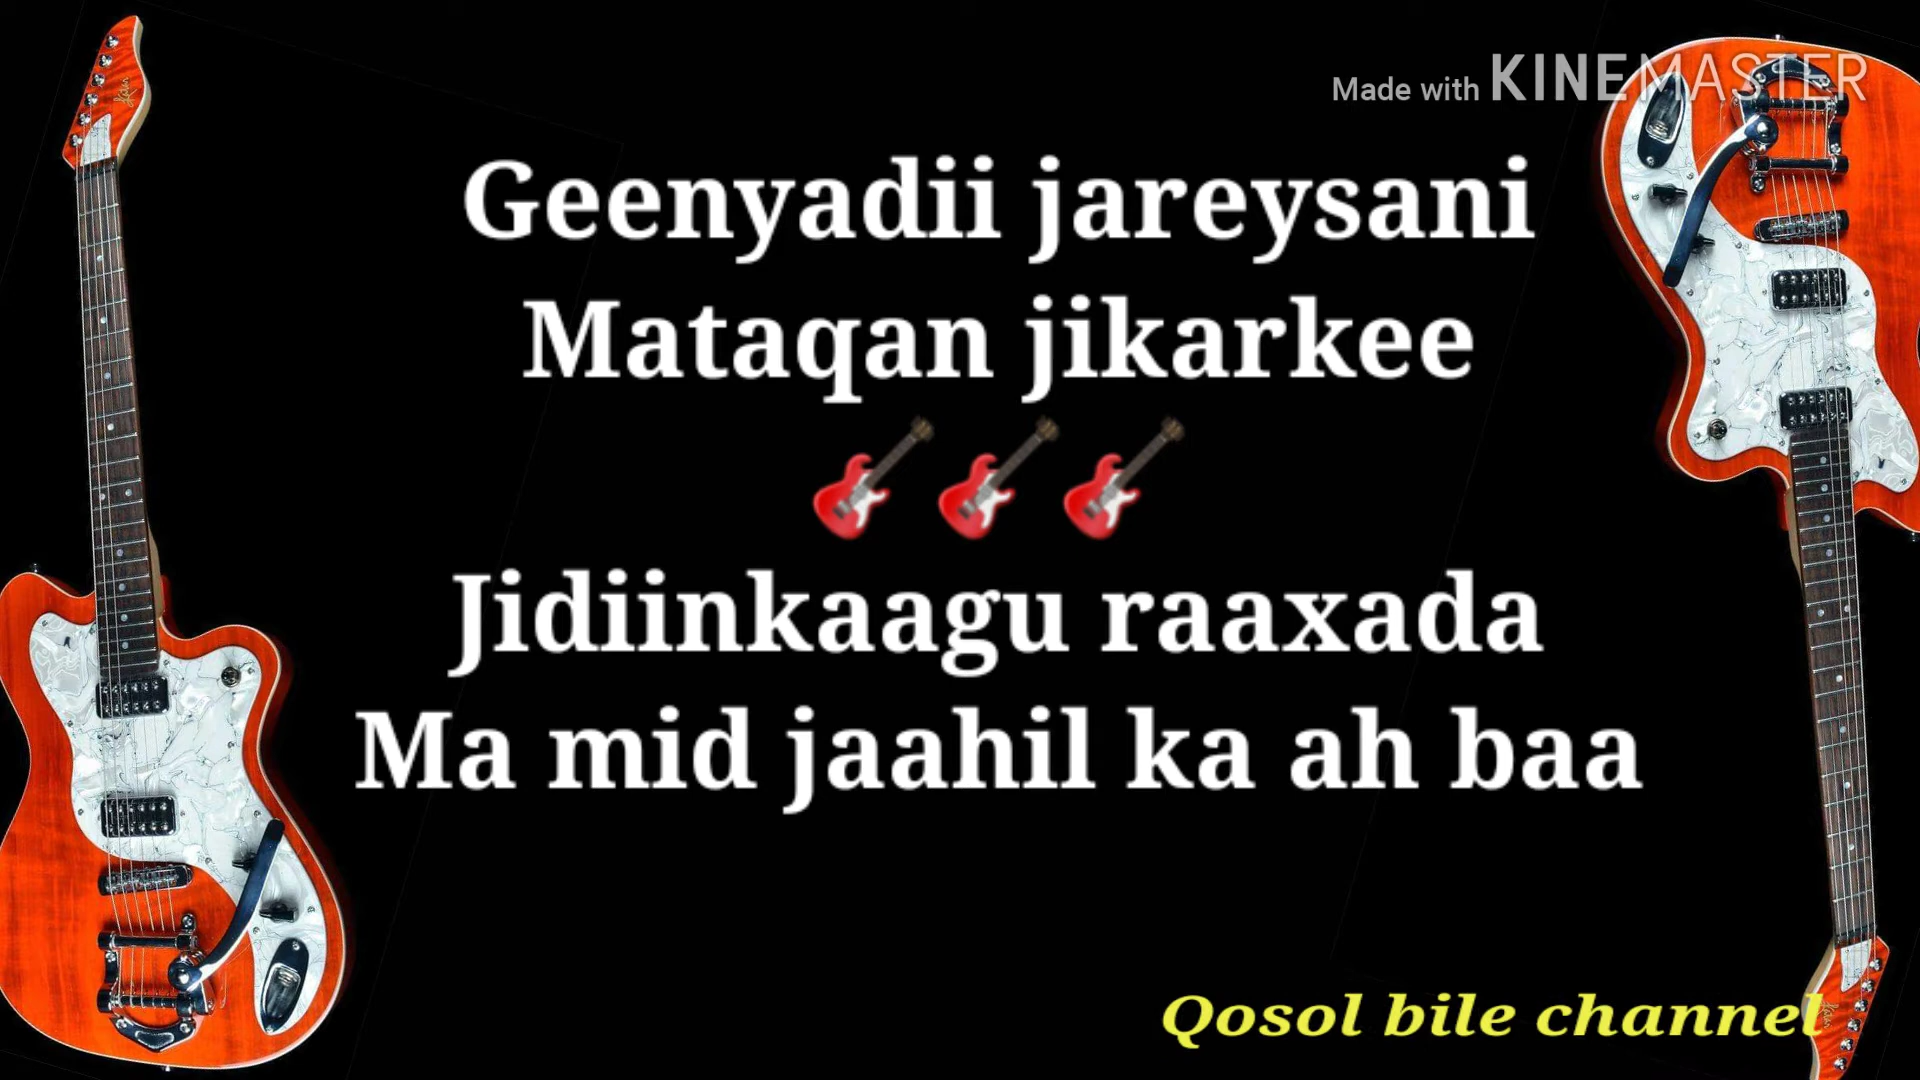 Made with KINEMASTER
Geenyadii jareysani
Mataqan jikarkee
Jidiinkaagu raaxada
Ma mid jaahil ka ah baa
Qosol bile channel